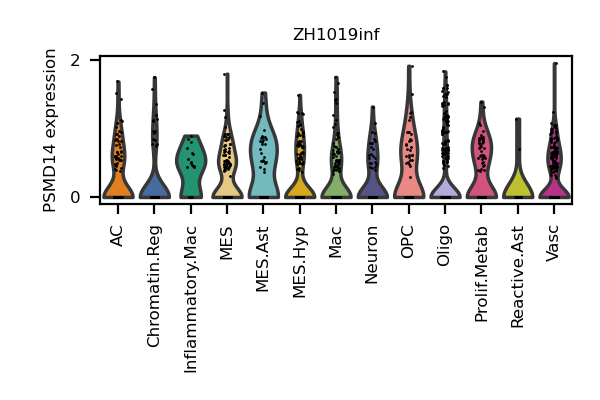 ZH1019inf
PSMD14 expression
2
0
AC
Chromatin.Reg
Inflammatory.Mac
MES
MES.Ast
MES.Hyp
Mac
Neuron
OPC
Oligo
Prolif.Metab
Reactive.Ast
Vasc